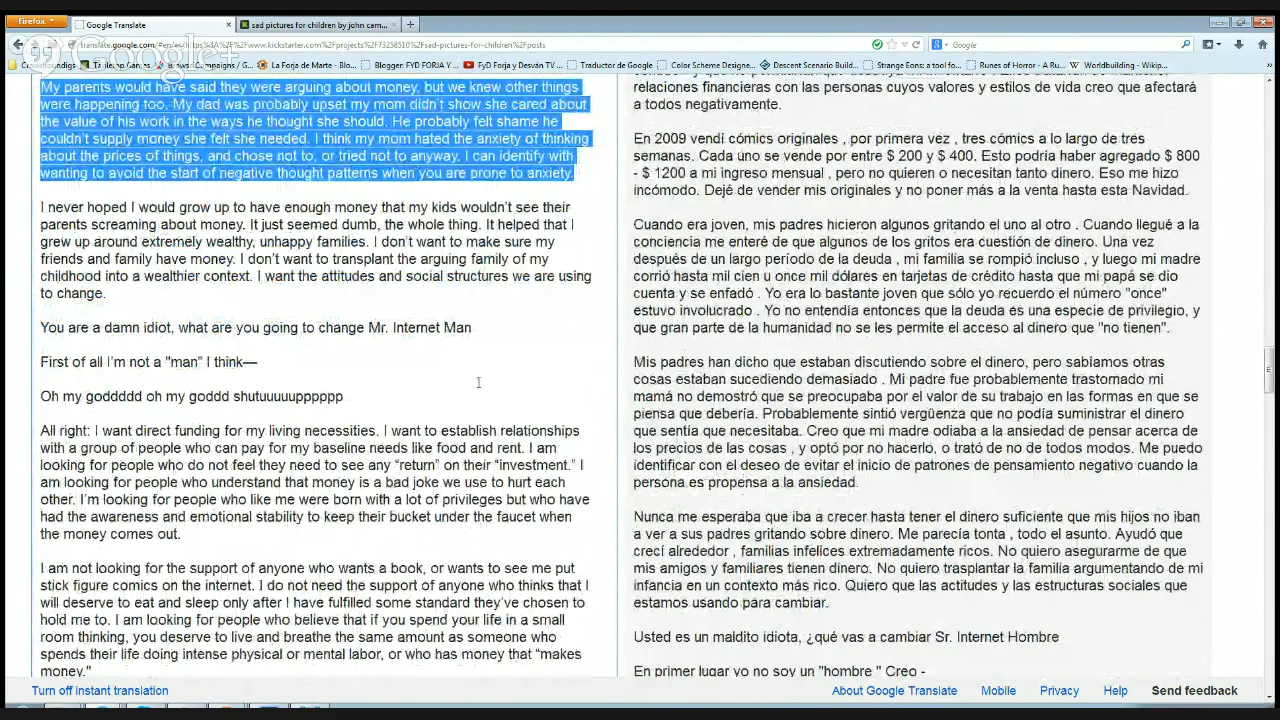 Firefox
Google Translate
sad pictures for children by john cam...
translate.google.com/#en/es/https%3A%2F%2Fwww.kickstarter.com%2Fprojects%2F73258510%2Fsad-pictures-for-children%2Fposts
Google
Google+
Crowdfoundigs
Tu Tienda Games
Browse Campaigns / G...
La Forja de Marte - Blo...
Blogger: FYD FORJA Y ...
FyD Forja y Desván TV ...
Traductor de Google
Descent Scenario Build...
Strange Eons forum • I...
Runes of Horror - A Ru...
Worldbuilding - Wikip...
My parents would have said they were arguing about money, but we knew other things
were happening too. My dad was probably upset my mom didn't show she cared about
the value of his work in the ways he thought she should. He probably felt shame he
couldn't supply money she felt she needed. I think my mom hated the anxiety of thinking
about the prices of things, and chose not to, or tried not to anyway. I can identify with
wanting to avoid the start of negative thought patterns when you are prone to anxiety.
I never hoped I would grow up to have enough money that my kids wouldn't see their
parents screaming about money. It just seemed dumb, the whole thing. It helped that I
grew up around extremely wealthy, unhappy families. I don't want to make sure my
friends and family have money. I don't want to transplant the arguing family of my
childhood into a wealthier context. I want the attitudes and social structures we are using
to change.
You are a damn idiot, what are you going to change Mr. Internet Man
First of all I'm not a "man" I think—
Oh my goddddd oh my goddd shutuuuuupppppp
All right: I want direct funding for my living necessities. I want to establish relationships
with a group of people who can pay for my baseline needs like food and rent. I am
looking for people who do not feel they need to see any “return” on their “investment.” I
am looking for people who understand that money is a bad joke we use to hurt each
other. I'm looking for people who like me were born with a lot of privileges but who have
had the awareness and emotional stability to keep their bucket under the faucet when
the money comes out.
I am not looking for the support of anyone who wants a book, or wants to see me put
stick figure comics on the internet. I do not need the support of anyone who thinks that I
will deserve to eat and sleep only after I have fulfilled some standard they've chosen to
hold me to. I am looking for people who believe that if you spend your life in a small
room thinking, you deserve to live and breathe the same amount as someone who
spends their life doing intense physical or mental labor, or who has money that “makes
money.”
relaciones financieras con las personas cuyos valores y estilos de vida creo que afectará
a todos negativamente.
En 2009 vendí cómics originales , por primera vez , tres cómics a lo largo de tres
semanas. Cada uno se vende por entre $ 200 y $ 400. Esto podría haber agregado $ 800
- $ 1200 a mi ingreso mensual , pero no quieren o necesitan tanto dinero. Eso me hizo
incómodo. Dejé de vender mis originales y no poner más a la venta hasta esta Navidad.
Cuando era joven, mis padres hicieron algunos gritando el uno al otro . Cuando llegué a la
conciencia me enteré de que algunos de los gritos era cuestión de dinero. Una vez
después de un largo período de la deuda , mi familia se rompió incluso , y luego mi madre
corrió hasta mil cien u once mil dólares en tarjetas de crédito hasta que mi papá se dio
cuenta y se enfadó . Yo era lo bastante joven que sólo yo recuerdo el número "once"
estuvo involucrado . Yo no entendía entonces que la deuda es una especie de privilegio, y
que gran parte de la humanidad no se les permite el acceso al dinero que "no tienen".
Mis padres han dicho que estaban discutiendo sobre el dinero, pero sabíamos otras
cosas estaban sucediendo demasiado . Mi padre fue probablemente trastornado mi
mamá no demostró que se preocupaba por el valor de su trabajo en las formas en que se
piensa que debería. Probablemente sintió vergüenza que no podía suministrar el dinero
que sentía que necesitaba. Creo que mi madre odiaba a la ansiedad de pensar acerca de
los precios de las cosas , y optó por no hacerlo, o trató de no de todos modos. Me puedo
identificar con el deseo de evitar el inicio de patrones de pensamiento negativo cuando la
persona es propensa a la ansiedad.
Nunca me esperaba que iba a crecer hasta tener el dinero suficiente que mis hijos no iban
a ver a sus padres gritando sobre dinero. Me parecía tonta , todo el asunto. Ayudó que
crecí alrededor , familias infelices extremadamente ricos. No quiero asegurarme de que
mis amigos y familiares tienen dinero. No quiero trasplantar la familia argumentando de mi
infancia en un contexto más rico. Quiero que las actitudes y las estructuras sociales que
estamos usando para cambiar.
Usted es un maldito idiota, ¿qué vas a cambiar Sr. Internet Hombre
En primer lugar yo no soy un "hombre " Creo -
Turn off instant translation
About Google Translate
Mobile
Privacy
Help
Send feedback